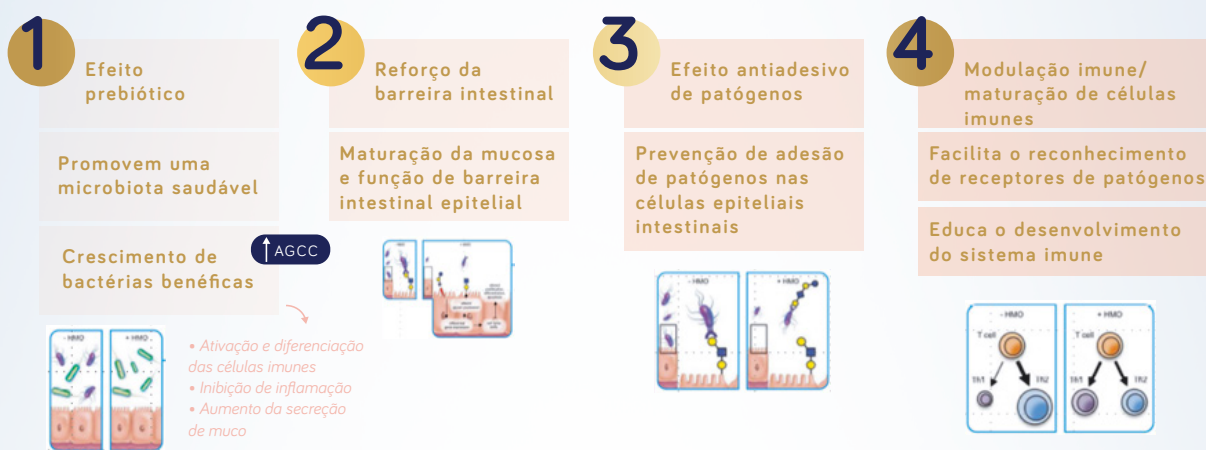 1
Efeito
prebiótico
Promovem uma
microbiota saudável
Crescimento de
bactérias benéficas
↑ AGCC
- HMO
+ HMO
• Ativação e diferenciação
das células imunes
• Inibição de inflamação
• Aumento da secreção
de muco
2
Reforço da
barreira intestinal
Maturação da mucosa
e função de barreira
intestinal epitelial
- HMO
- HMO
3
Efeito antiadesivo
de patógenos
Prevenção de adesão
de patógenos nas
células epiteliais
intestinais
- HMO
+ HMO
4
Modulação imune/
maturação de células
imunes
Facilita o reconhecimento
de receptores de patógenos
Educa o desenvolvimento
do sistema imune
- HMO
T cell
Th1
Th2
+ HMO
T cell
Th1
Th2